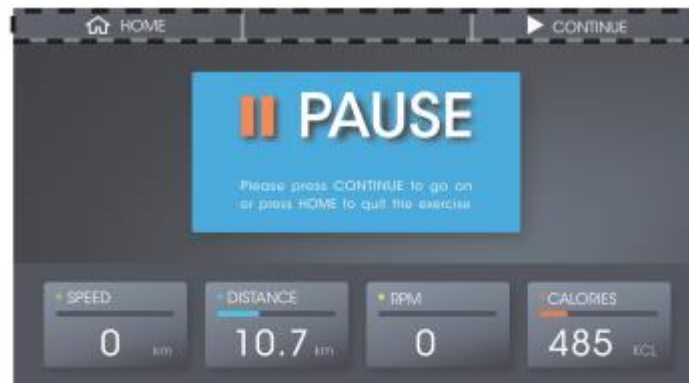 HOME
CONTINUE
PAUSE
Please press CONTINUE to go on
or press HOME to quit the exercise
SPEED
0 km
DISTANCE
10.7 km
RPM
0
CALORIES
485 KCL